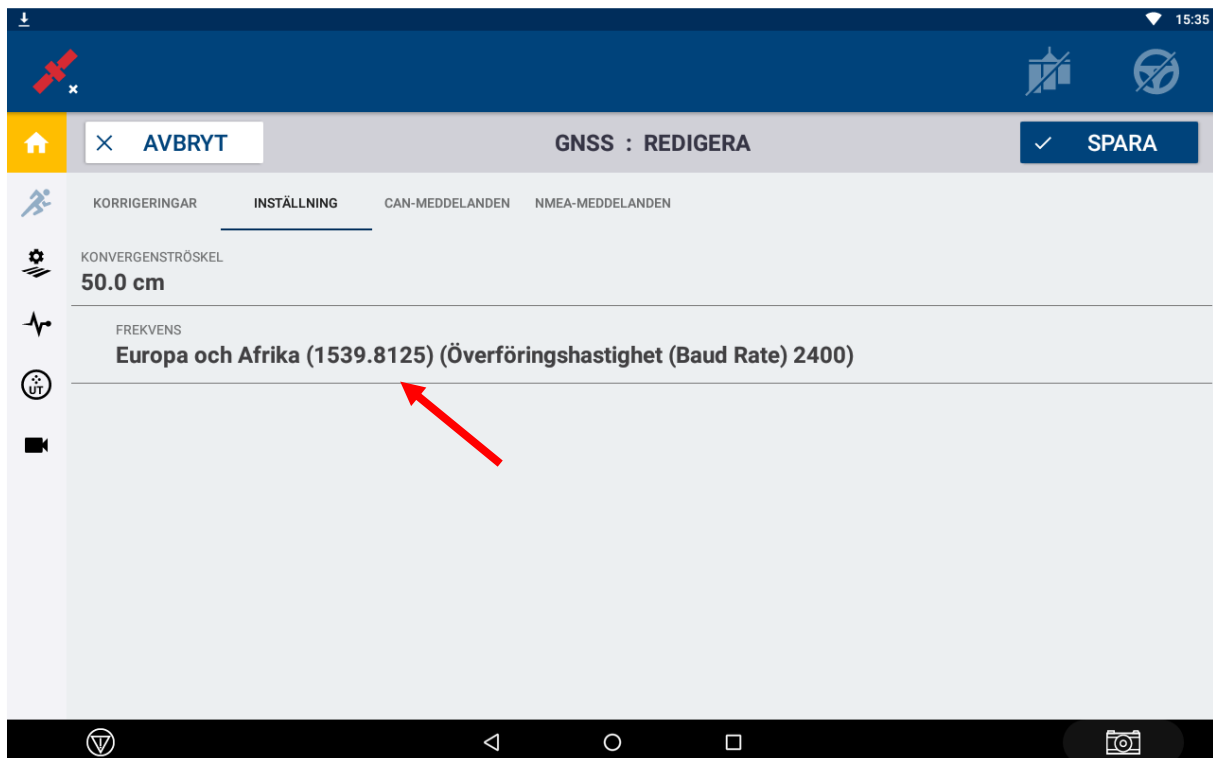 15:35
AVBRYT
GNSS : REDIGERA
SPARA
KORRIGERINGAR
INSTÄLLNING
CAN-MEDDELANDEN
NMEA-MEDDELANDEN
KONVERGENSTRÖSKEL
50.0 cm
FREKVENS
Europa och Afrika (1539.8125) (Överföringshastighet (Baud Rate) 2400)
UT